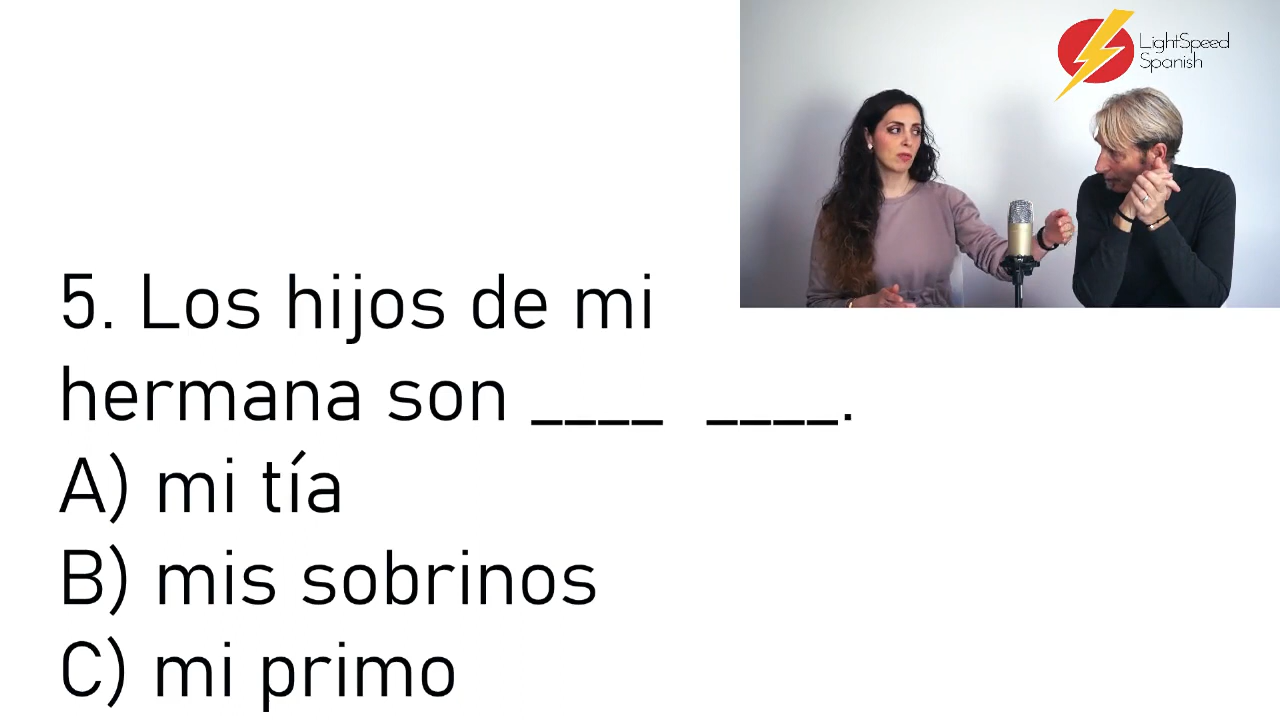 LightSpeed
Spanish
5. Los hijos de mi
hermana son ____ ____.
A) mi tía
B) mis sobrinos
C) mi primo